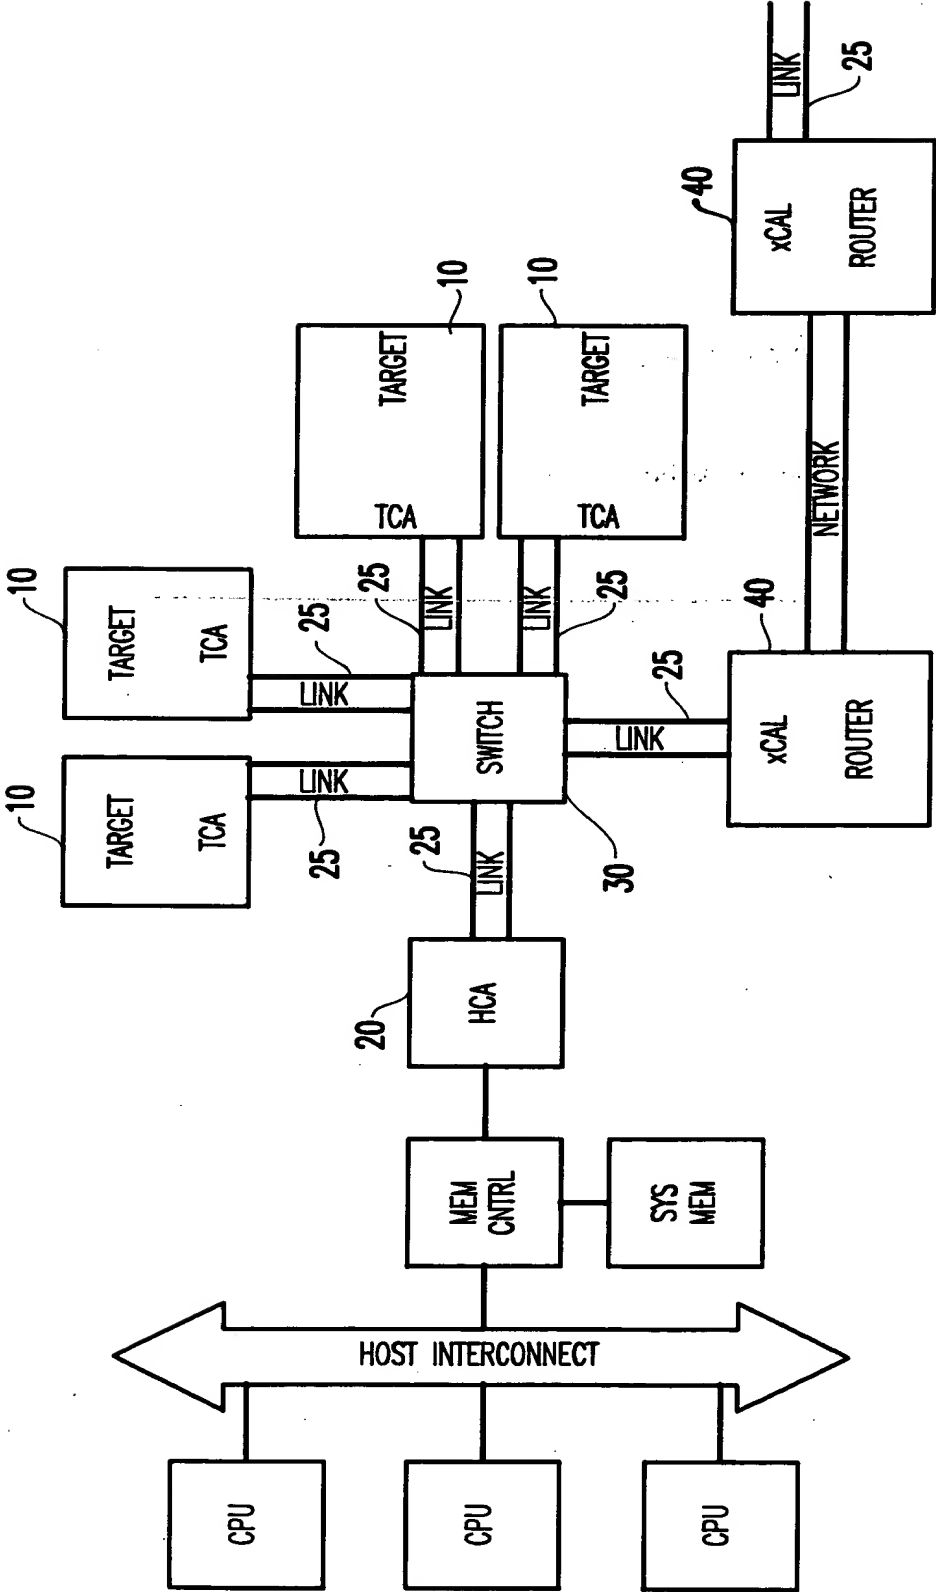 10
TARGET
TCA
10
TARGET
TCA
25
LINK
LINK
25
CPU
CPU
CPU
HOST INTERCONNECT
MEM
CNTRL
SYS
MEM
20
HCA
25
LINK
SWITCH
30
25
LINK
TCA
TARGET
10
LINK
25
TCA
TARGET
10
LINK
25
40
xCAL
ROUTER
NETWORK
40
xCAL
ROUTER
LINK
25